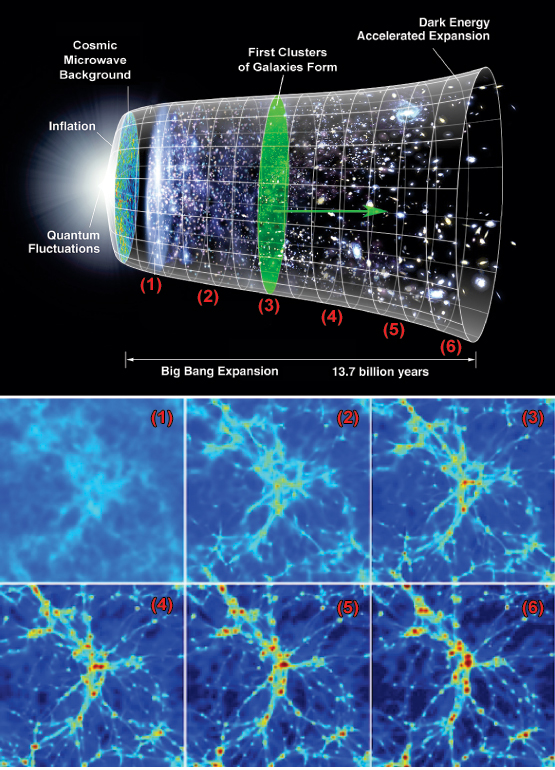 Dark Energy
Accelerated Expansion
Cosmic
Microwave
Background
First Clusters
of Galaxies Form
Inflation
Quantum
Fluctuations
(1)
(2)
(3)
(4)
(5)
(6)
Big Bang Expansion
13.7 billion years
(1)
(2)
(3)
(4)
(5)
(6)